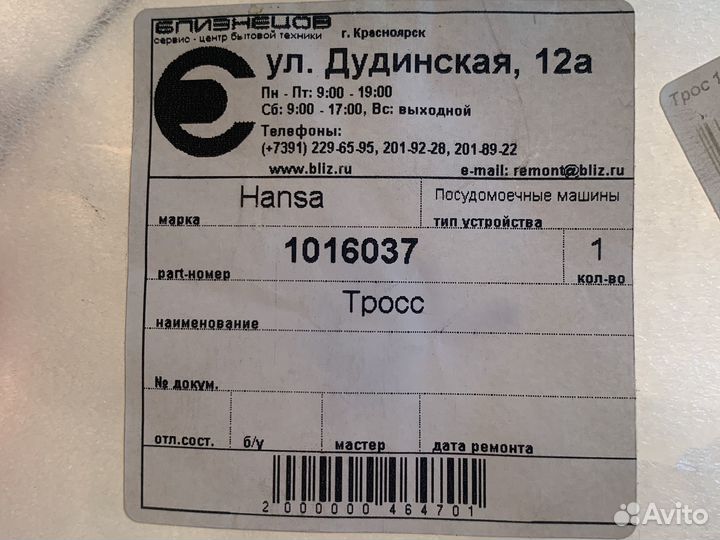 БЛИЗНЕЦОВ
сервис - центр бытовой техники
г. Красноярск
ул. Дудинская, 12а
Пн - Пт: 9:00 - 19:00
Сб: 9:00 - 17:00, Вс: выходной
Телефоны:
(+7391) 229-65-95, 201-92-28, 201-89-22
www.bliz.ru e-mail: remont@bliz.ru
Hansa Посудомоечные машины
марка тип устройства
1016037 1
part-номер кол-во
Тросс
наименование
№ докум.
отл.сост. б/у мастер дата ремонта
2 000000 464701
Трос 1
Avito